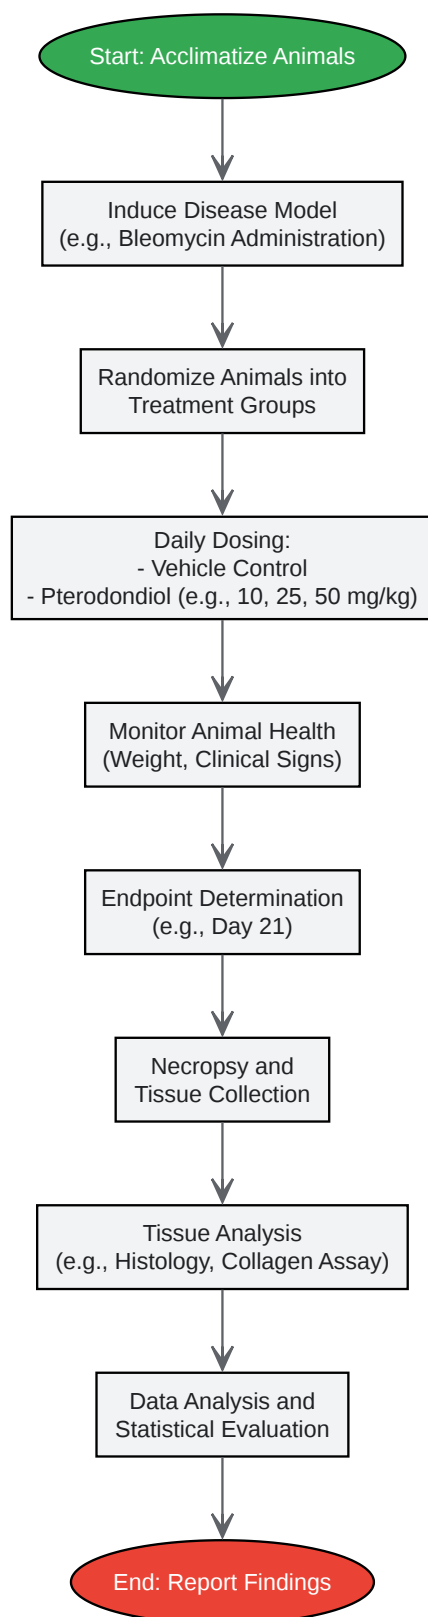 Start: Acclimatize Animals
Induce Disease Model
(e.g., Bleomycin Administration)
Randomize Animals into
Treatment Groups
Daily Dosing:
- Vehicle Control
- Pterodondiol (e.g., 10, 25, 50 mg/kg)
Monitor Animal Health
(Weight, Clinical Signs)
Endpoint Determination
(e.g., Day 21)
Necropsy and
Tissue Collection
Tissue Analysis
(e.g., Histology, Collagen Assay)
Data Analysis and
Statistical Evaluation
End: Report Findings